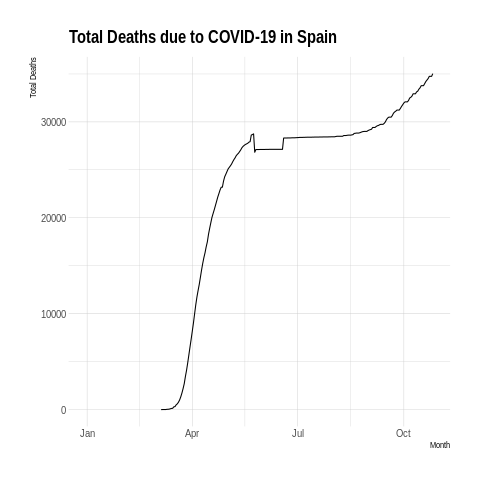 Total Deaths due to COVID-19 in Spain
Total Deaths
30000
20000
10000
0
Jan Apr Jul Oct
Month